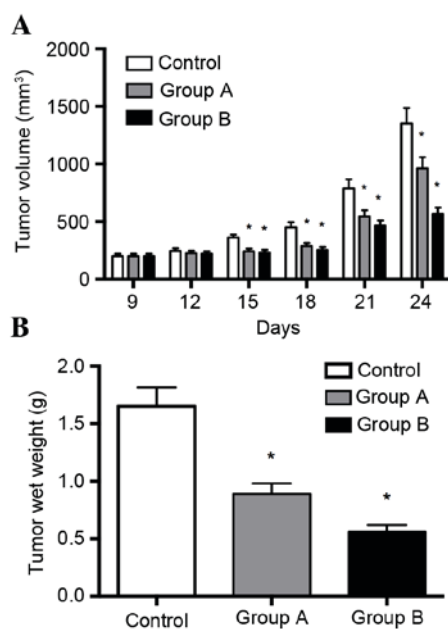 A
2000
1500
1000
500
0
Tumor volume (mm³)
Control
Group A
Group B
* *
* *
* *
*
*
9 12 15 18 21 24
Days
B
2.0
1.5
1.0
0.5
0.0
Tumor wet weight (g)
Control
Group A
Group B
*
*
Control Group A Group B